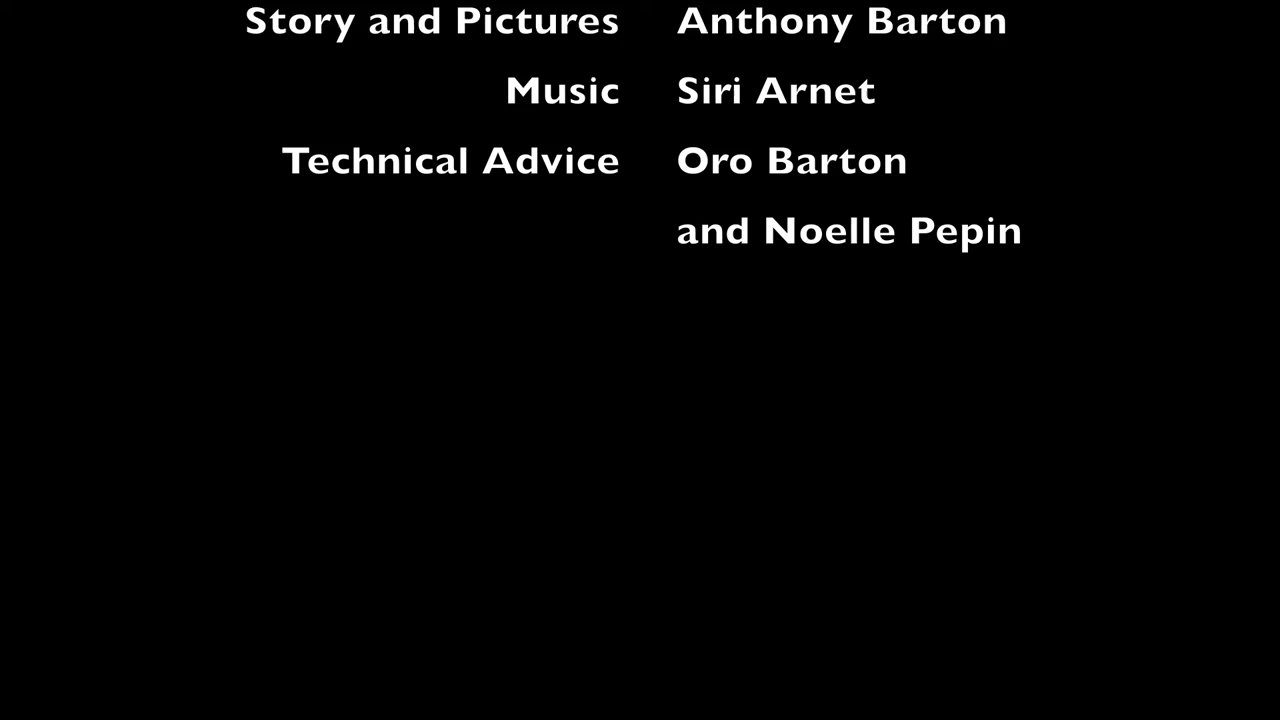 Story and Pictures Anthony Barton
Music Siri Arnet
Technical Advice Oro Barton
and Noelle Pepin